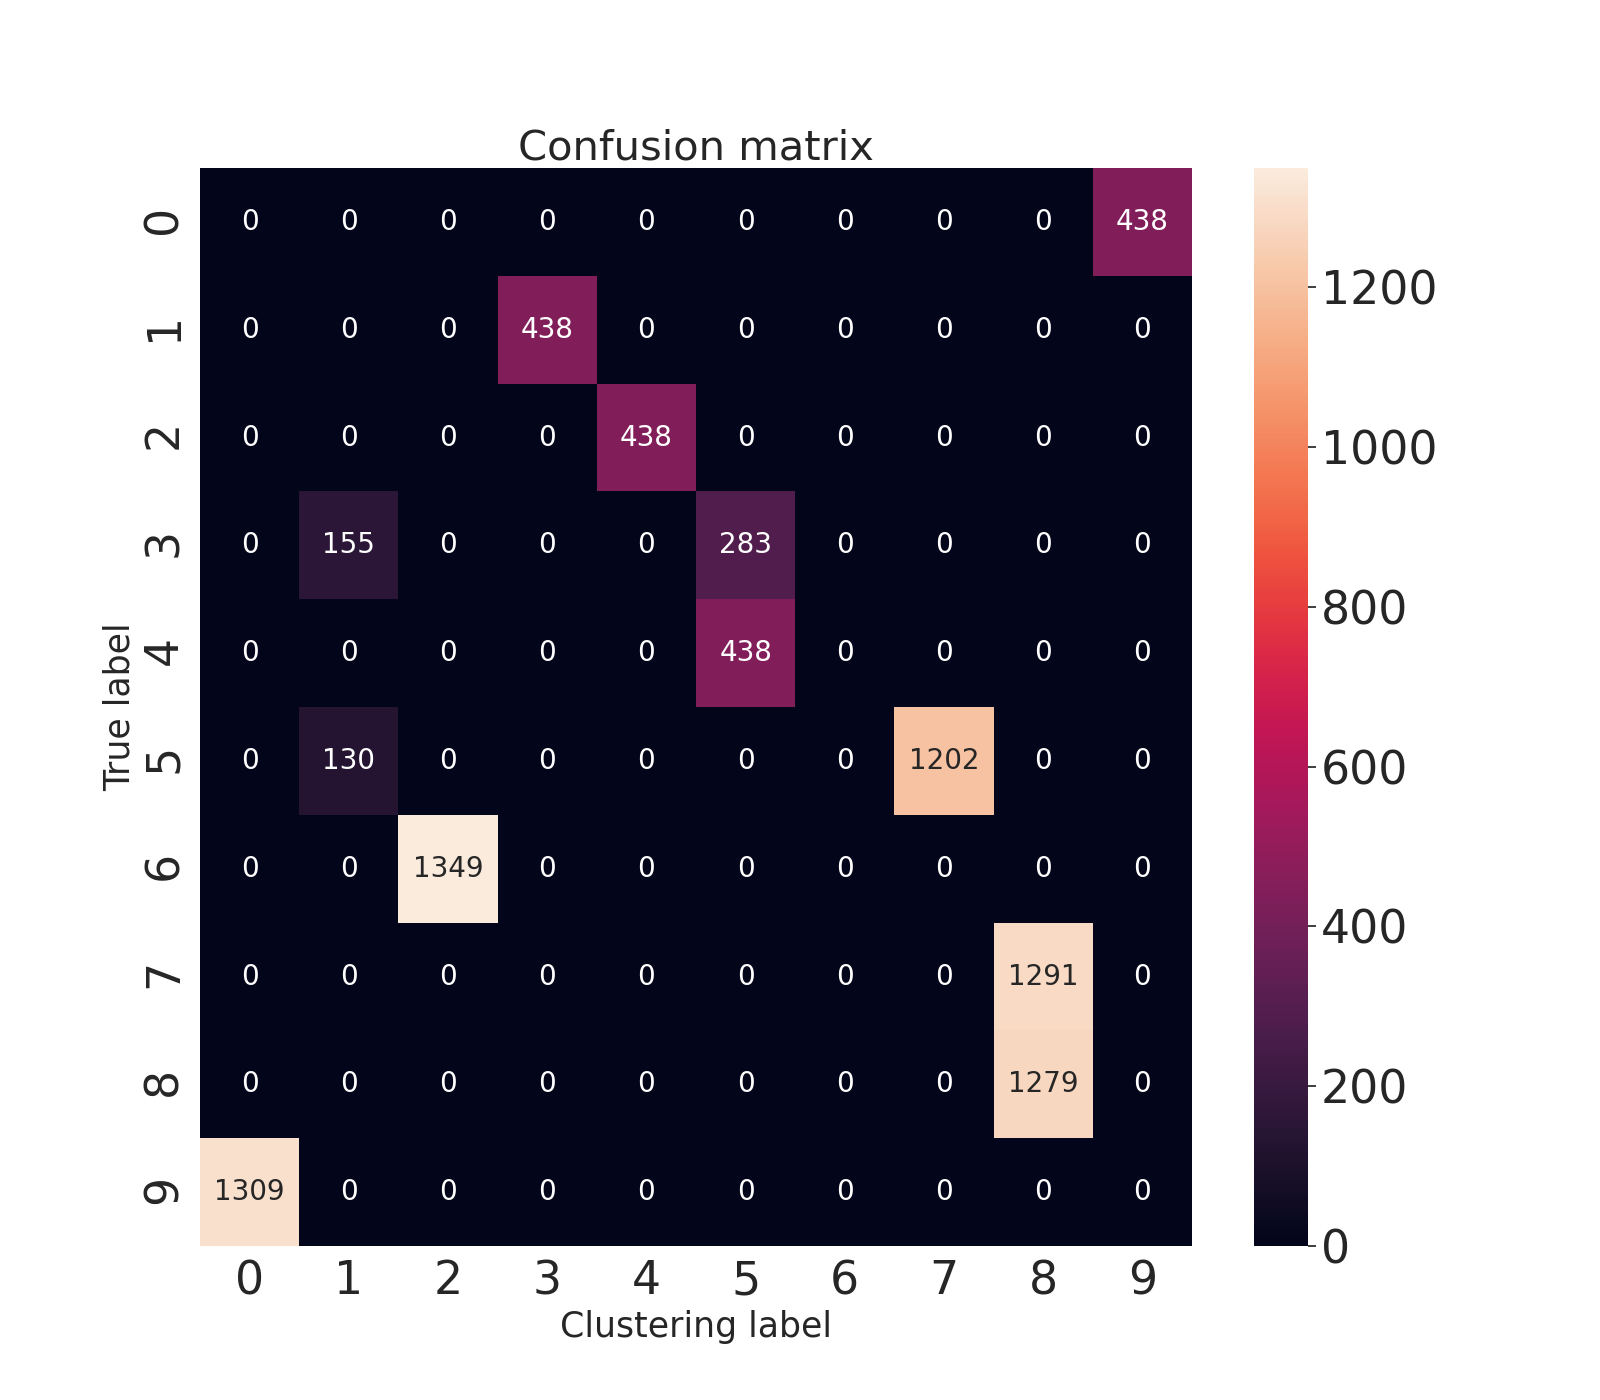 Confusion matrix
0 0 0 0 0 0 0 0 0 0 438
1 0 0 0 438 0 0 0 0 0 0
2 0 0 0 0 438 0 0 0 0 0
3 0 155 0 0 0 283 0 0 0 0
4 0 0 0 0 0 438 0 0 0 0
5 0 130 0 0 0 0 0 1202 0 0
6 0 0 1349 0 0 0 0 0 0 0
7 0 0 0 0 0 0 0 0 1291 0
8 0 0 0 0 0 0 0 0 1279 0
9 1309 0 0 0 0 0 0 0 0 0
0 1 2 3 4 5 6 7 8 9
Clustering label
True label
1200
1000
800
600
400
200
0